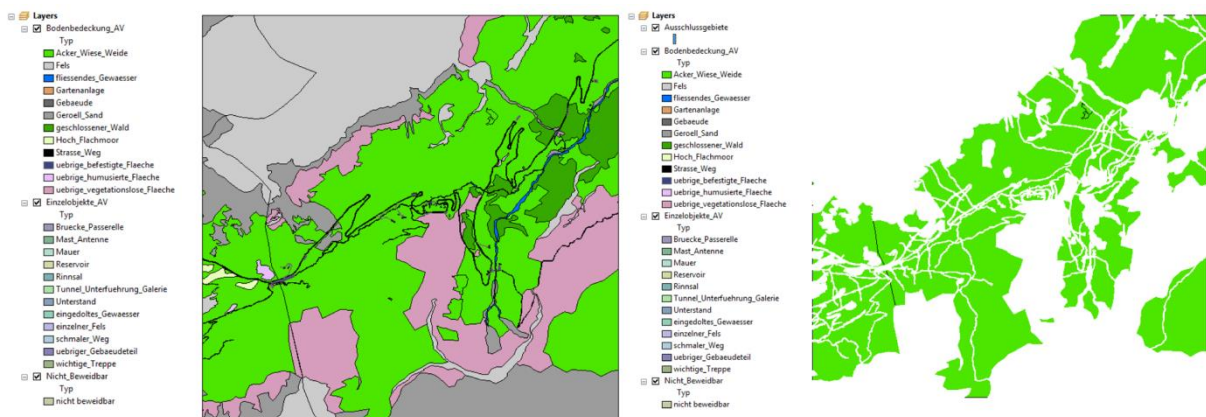 Layers
Bodenbedeckung_AV
Typ
Acker_Wiese_Weide
Fels
fliessendes_Gewaesser
Gartenanlage
Gebaeude
Geroell_Sand
geschlossener_Wald
Hoch_Flachmoor
Strasse_Weg
uebrige_befestigte_Flaeche
uebrige_humusierte_Flaeche
uebrige_vegetationslose_Flaeche
Einzelobjekte_AV
Typ
Bruecke_Passerelle
Mast_Antenne
Mauer
Reservoir
Rinnsal
Tunnel_Unterfuehrung_Galerie
Unterstand
eingedoltes_Gewaesser
einzelner_Fels
schmaler_Weg
uebriger_Gebaeudeteil
wichtige_Treppe
Nicht_Beweidbar
Typ
nicht beweidbar
Layers
Ausschlussgebiete
Bodenbedeckung_AV
Typ
Acker_Wiese_Weide
Fels
fliessendes_Gewaesser
Gartenanlage
Gebaeude
Geroell_Sand
geschlossener_Wald
Hoch_Flachmoor
Strasse_Weg
uebrige_befestigte_Flaeche
uebrige_humusierte_Flaeche
uebrige_vegetationslose_Flaeche
Einzelobjekte_AV
Typ
Bruecke_Passerelle
Mast_Antenne
Mauer
Reservoir
Rinnsal
Tunnel_Unterfuehrung_Galerie
Unterstand
eingedoltes_Gewaesser
einzelner_Fels
schmaler_Weg
uebriger_Gebaeudeteil
wichtige_Treppe
Nicht_Beweidbar
Typ
nicht beweidbar